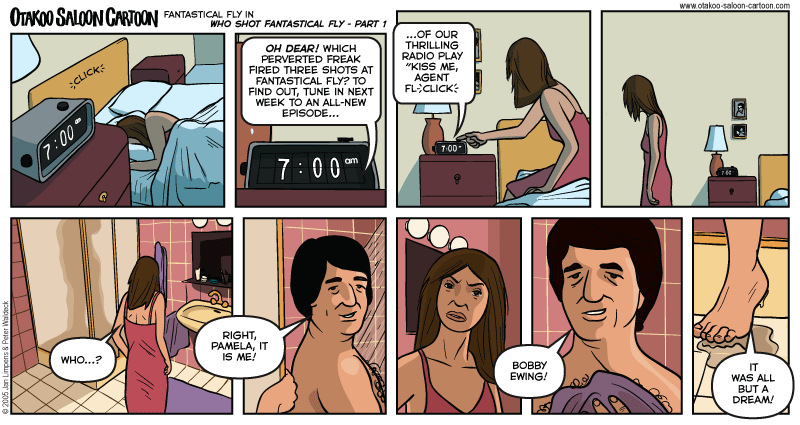 www.otakoo-saloon-cartoon.com
OTAKOO SALOON CARTOON
FANTASTICAL FLY IN
WHO SHOT FANTASTICAL FLY - PART 1
CLICK
7:00 am
OH DEAR! WHICH
PERVERTED FREAK
FIRED THREE SHOTS AT
FANTASTICAL FLY? TO
FIND OUT, TUNE IN NEXT
WEEK TO AN ALL-NEW
EPISODE...
7:00 am
...OF OUR
THRILLING
RADIO PLAY
"KISS ME,
AGENT
FL-CLICK
7:00 am
7:00
WHO...?
RIGHT,
PAMELA, IT
IS ME!
BOBBY
EWING!
IT
WAS ALL
BUT A
DREAM!
© 2005 Jan Limpens & Peter Waldeck